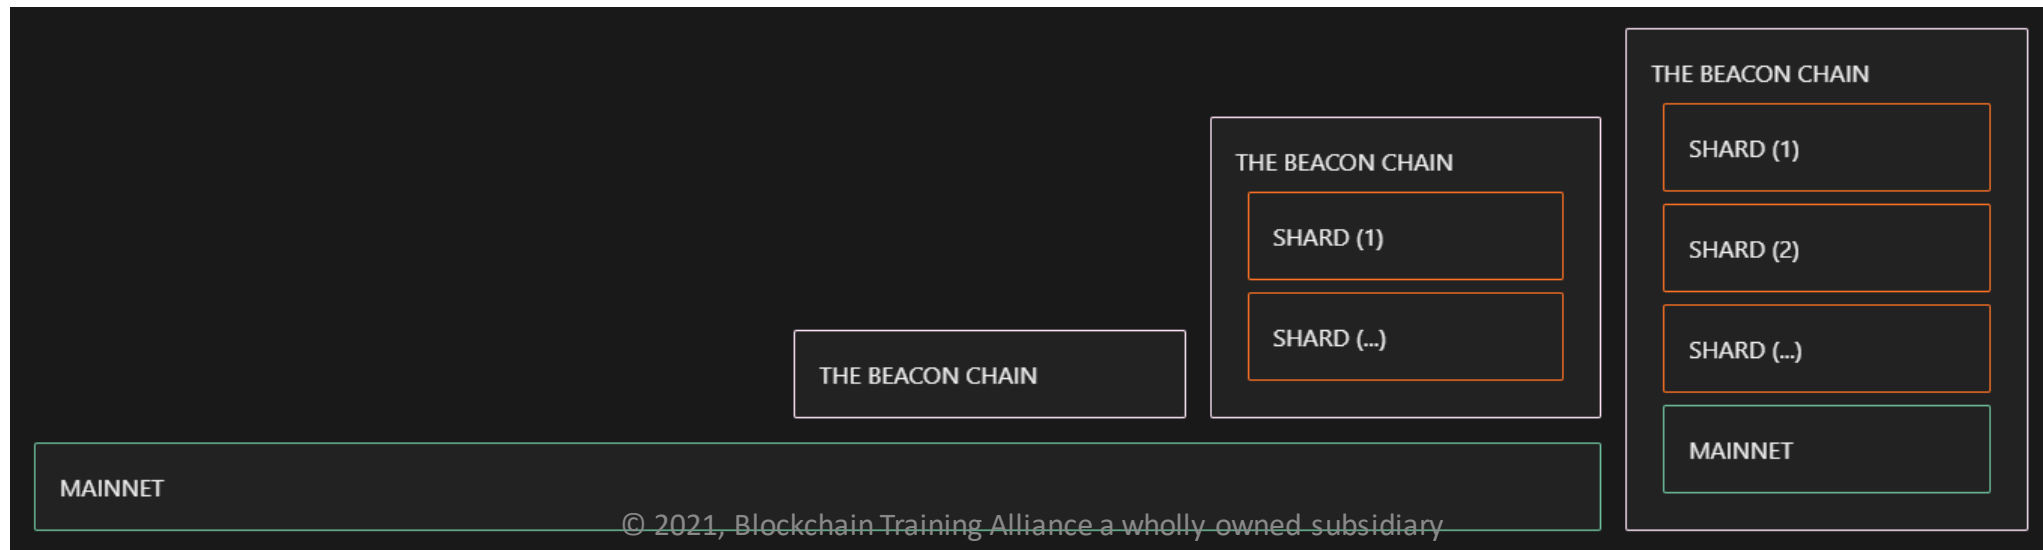 THE BEACON CHAIN
SHARD (1)
SHARD (2)
SHARD (...)
MAINNET
THE BEACON CHAIN
SHARD (1)
SHARD (...)
THE BEACON CHAIN
MAINNET
© 2021, Blockchain Training Alliance a wholly owned subsidiary